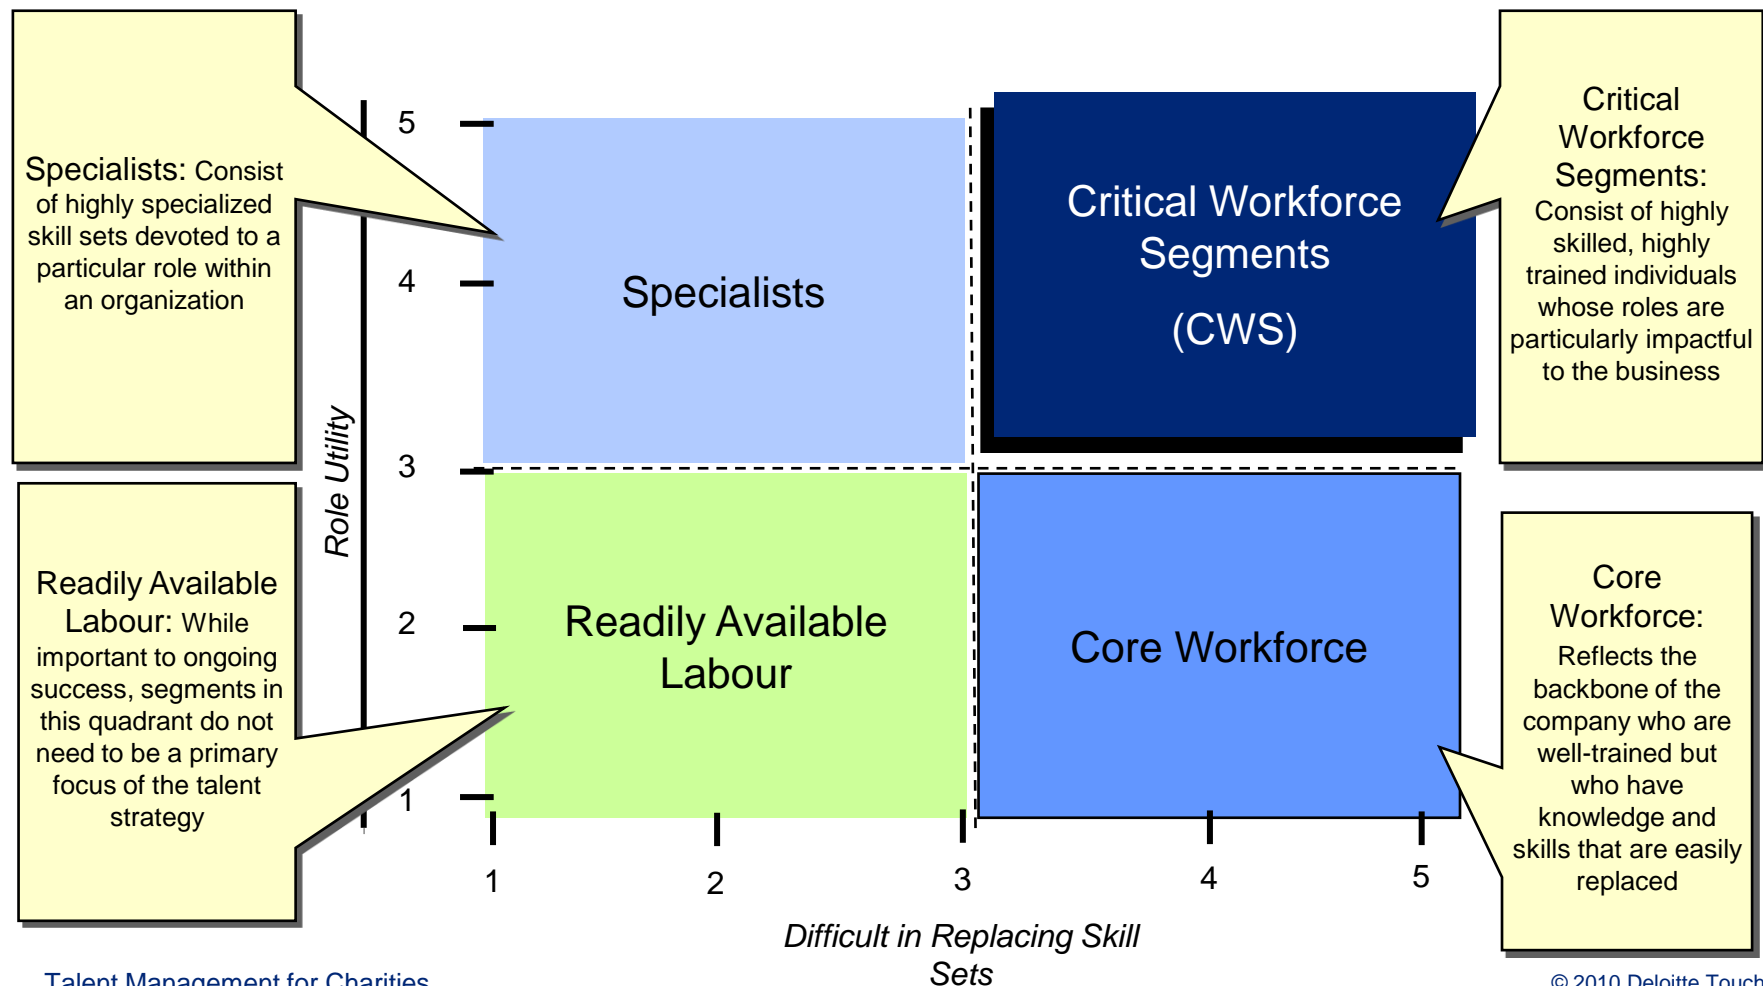 Specialists: Consist
of highly specialized
skill sets devoted to a
particular role within
an organization
Readily Available
Labour: While
important to ongoing
success, segments in
this quadrant do not
need to be a primary
focus of the talent
strategy
Role Utility
5
4
3
2
1
Specialists
Critical Workforce
Segments
(CWS)
Readily Available
Labour
Core Workforce
1
2
3
4
5
Difficult in Replacing Skill
Sets
Critical
Workforce
Segments:
Consist of highly
skilled, highly
trained individuals
whose roles are
particularly impactful
to the business
Core
Workforce:
Reflects the
backbone of the
company who are
well-trained but
who have
knowledge and
skills that are easily
replaced
Talent Management for Charities
© 2010 Deloitte Touch